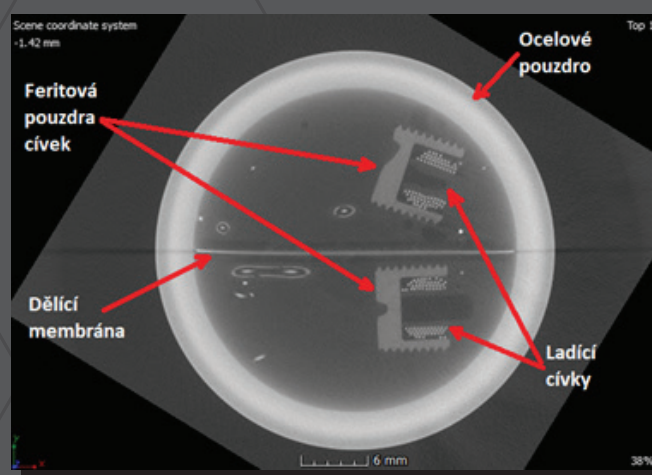 Scene coordinate system
-1.42 mm
Top 1
Ocelové
pouzdro
Feritová
pouzdra
cívek
Dělící
membrána
Ladící
cívky
6 mm
38%